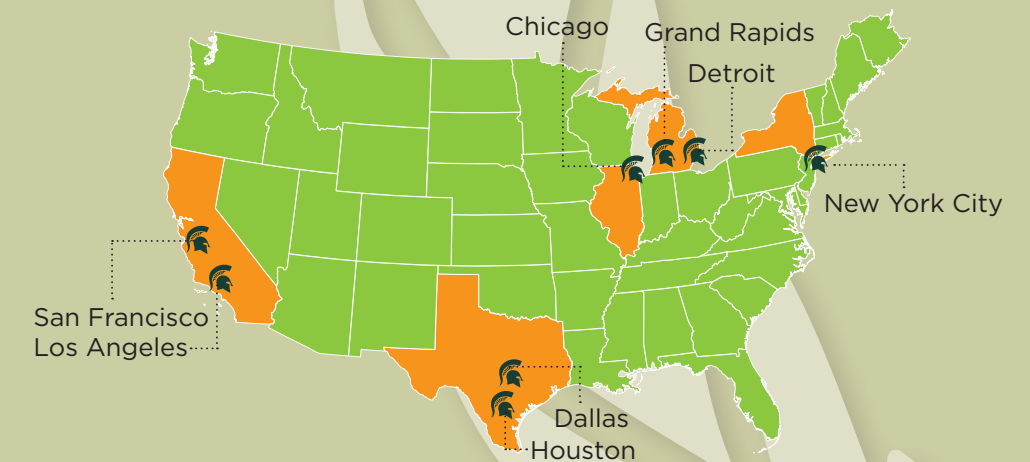 Chicago
Grand Rapids
Detroit
New York City
San Francisco
Los Angeles
Dallas
Houston